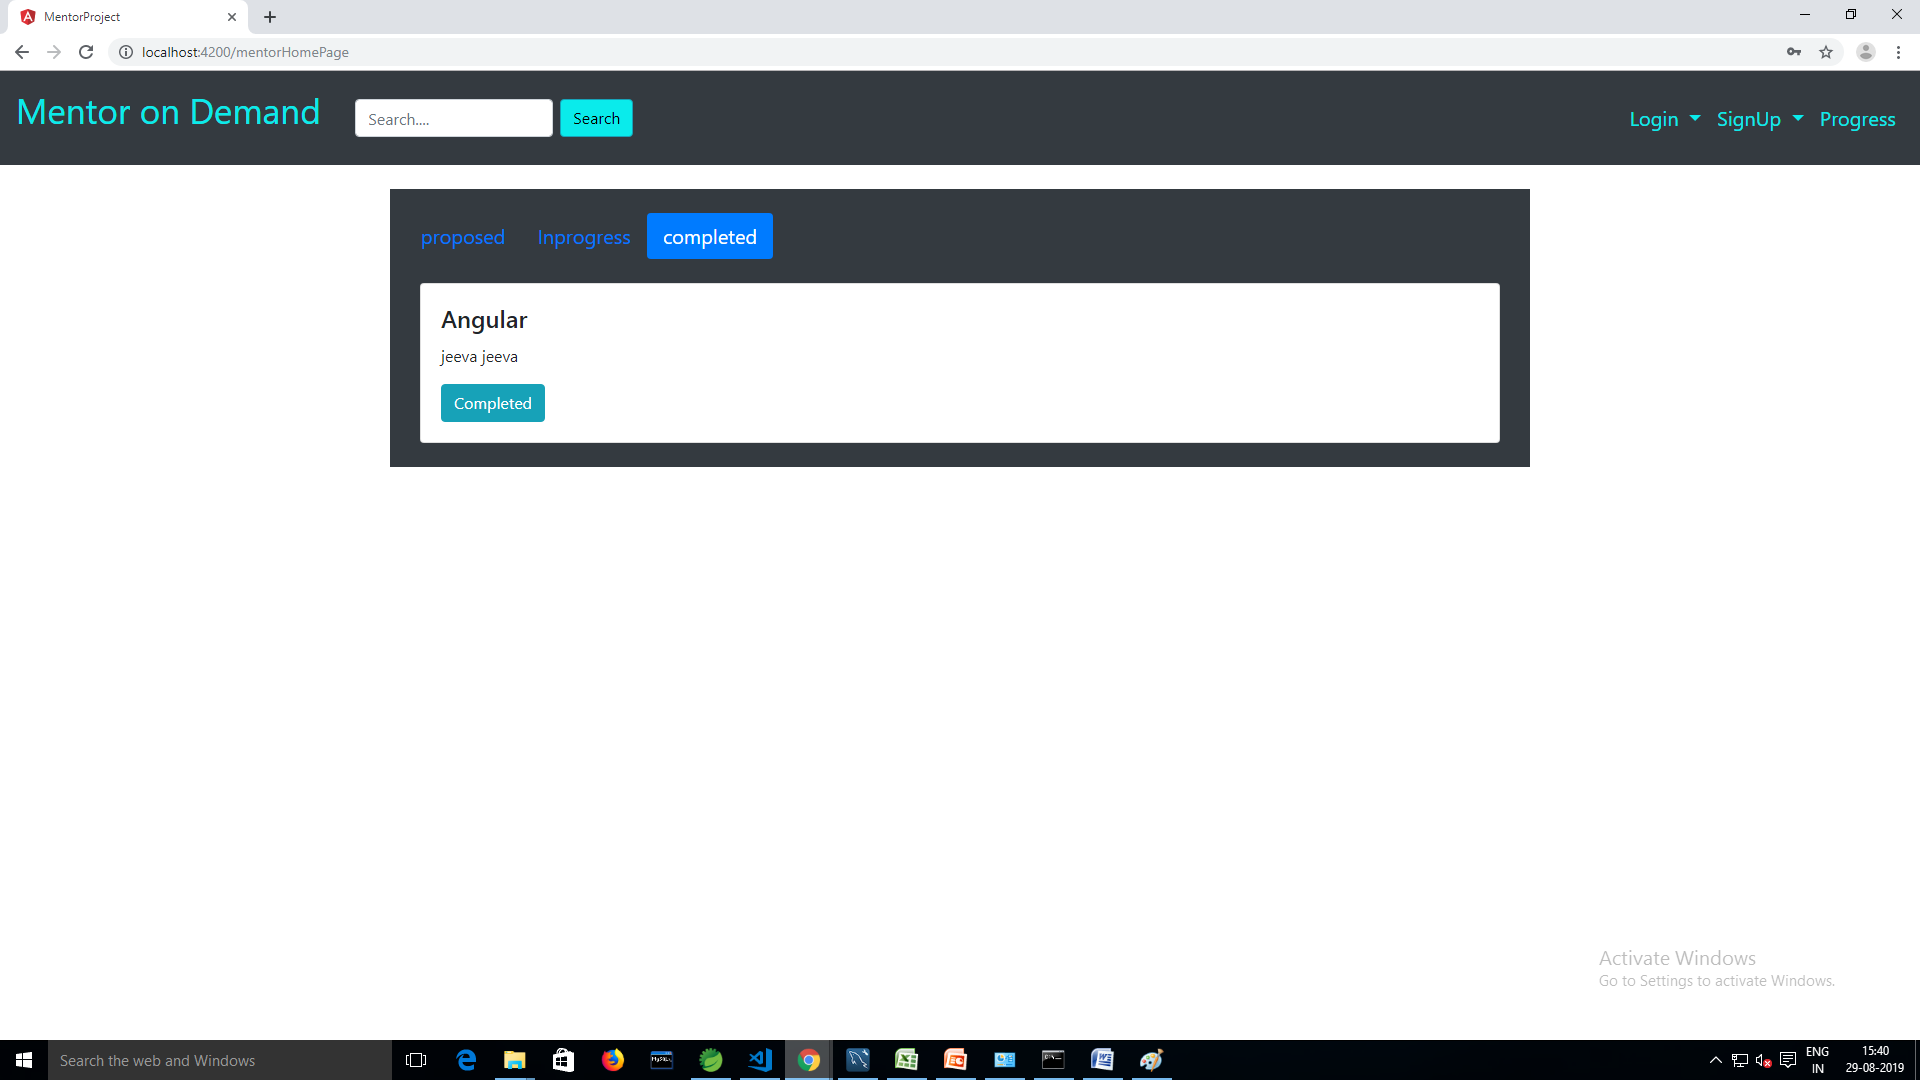 MentorProject
localhost:4200/mentorHomePage
Mentor on Demand
Search....
Search
Login
SignUp
Progress
proposed
Inprogress
completed
Angular
jeeva jeeva
Completed
Activate Windows
Go to Settings to activate Windows.
Search the web and Windows
ENG
IN
15:40
29-08-2019